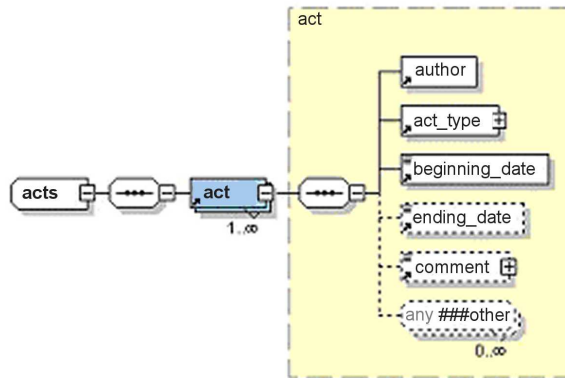 act
author
act_type
beginning_date
acts
act
1..∞
ending_date
comment
any ###other
0..∞